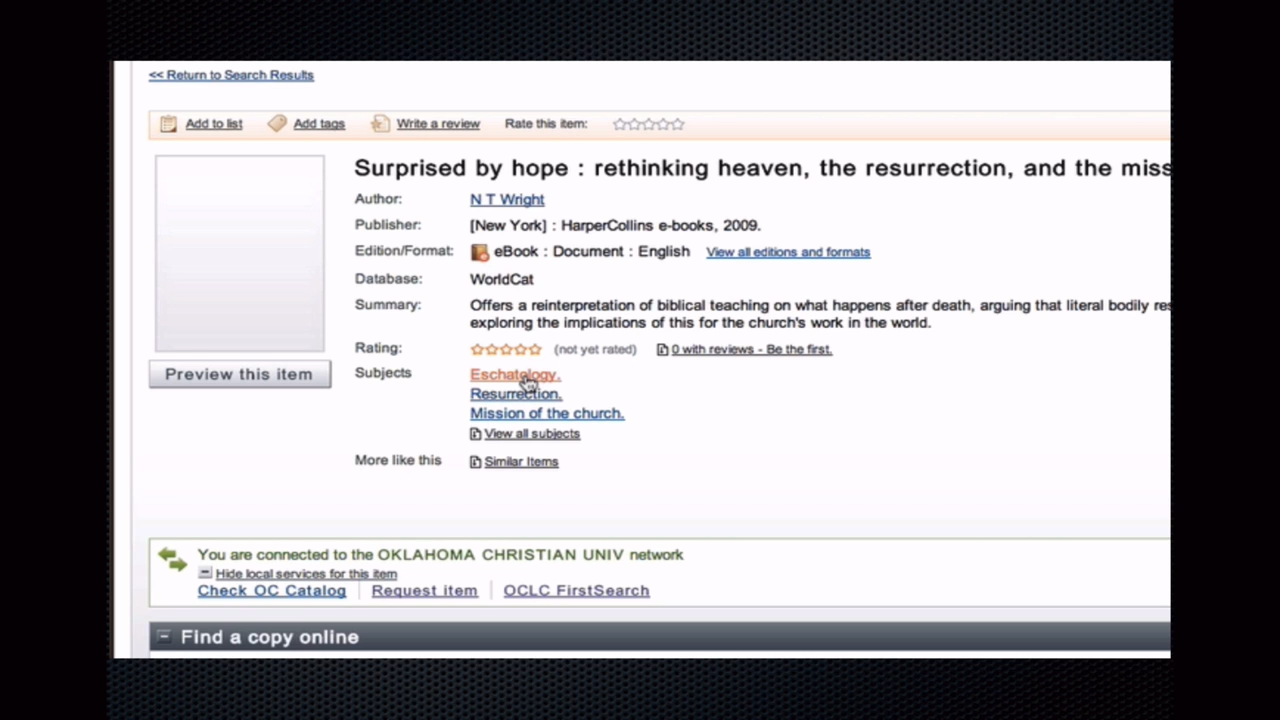 << Return to Search Results
Add to list Add tags Write a review Rate this item:
Surprised by hope : rethinking heaven, the resurrection, and the miss
Author: N T Wright
Publisher: [New York] : HarperCollins e-books, 2009.
Edition/Format: eBook : Document : English View all editions and formats
Database: WorldCat
Summary: Offers a reinterpretation of biblical teaching on what happens after death, arguing that literal bodily res
exploring the implications of this for the church's work in the world.
Rating: (not yet rated) 0 with reviews - Be the first.
Preview this item
Subjects Eschatology.
Resurrection.
Mission of the church.
View all subjects
More like this Similar Items
You are connected to the OKLAHOMA CHRISTIAN UNIV network
Hide local services for this item
Check OC Catalog Request item OCLC FirstSearch
Find a copy online